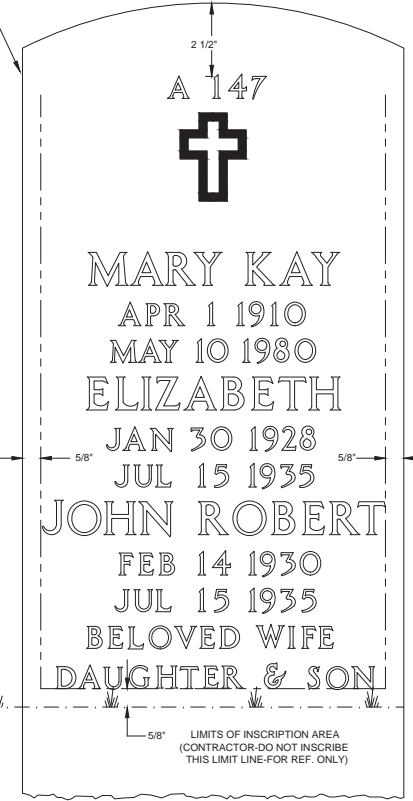 2 1/2"
A 147
MARY KAY
APR 1 1910
MAY 10 1980
ELIZABETH
JAN 30 1928
5/8" 5/8"
JUL 15 1935
JOHN ROBERT
FEB 14 1930
JUL 15 1935
BELOVED WIFE
DAUGHTER & SON
5/8"
LIMITS OF INSCRIPTION AREA
(CONTRACTOR-DO NOT INSCRIBE
THIS LIMIT LINE-FOR REF. ONLY)